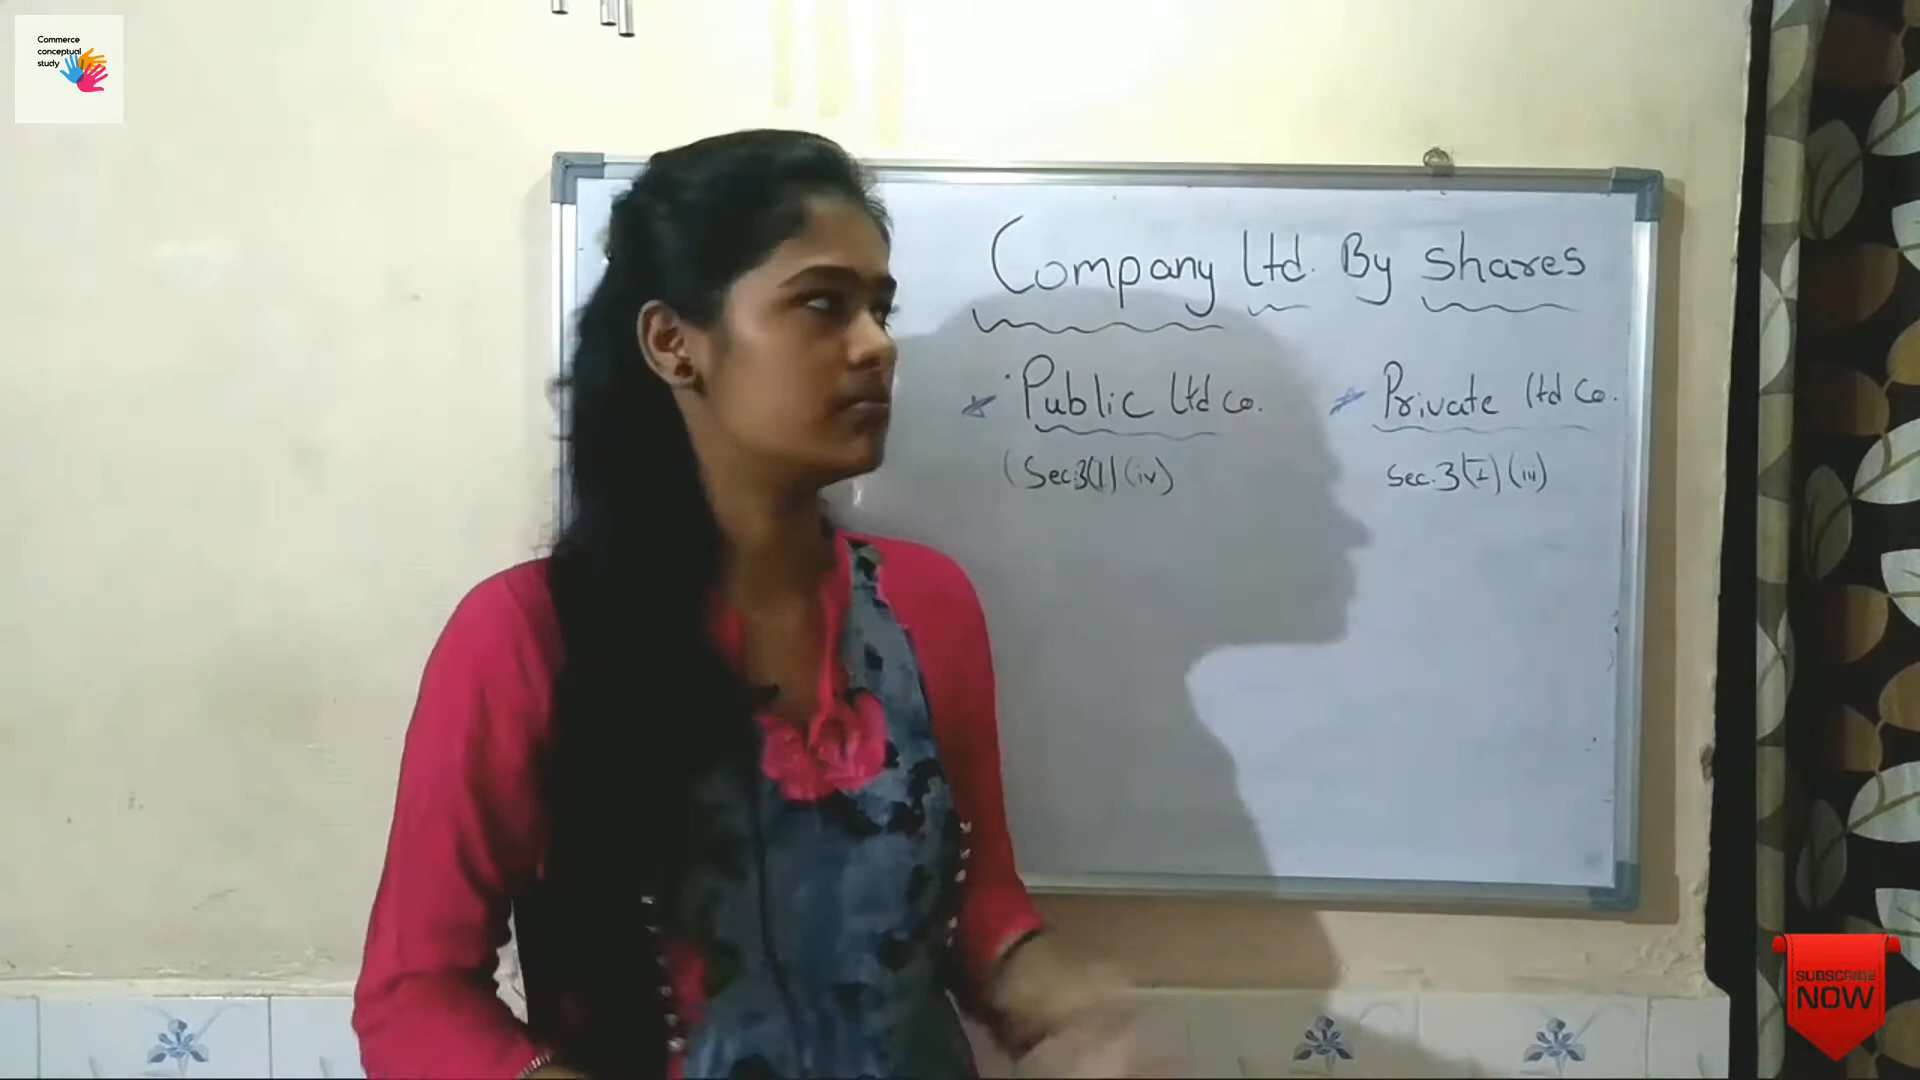 Commerce
conceptual
study
Company Ltd. By Shares
Public Ltd Co.
Private Ltd Co.
(Sec.3(1)(iv)
Sec.3(I)(iii)
SUBSCRIBE
NOW